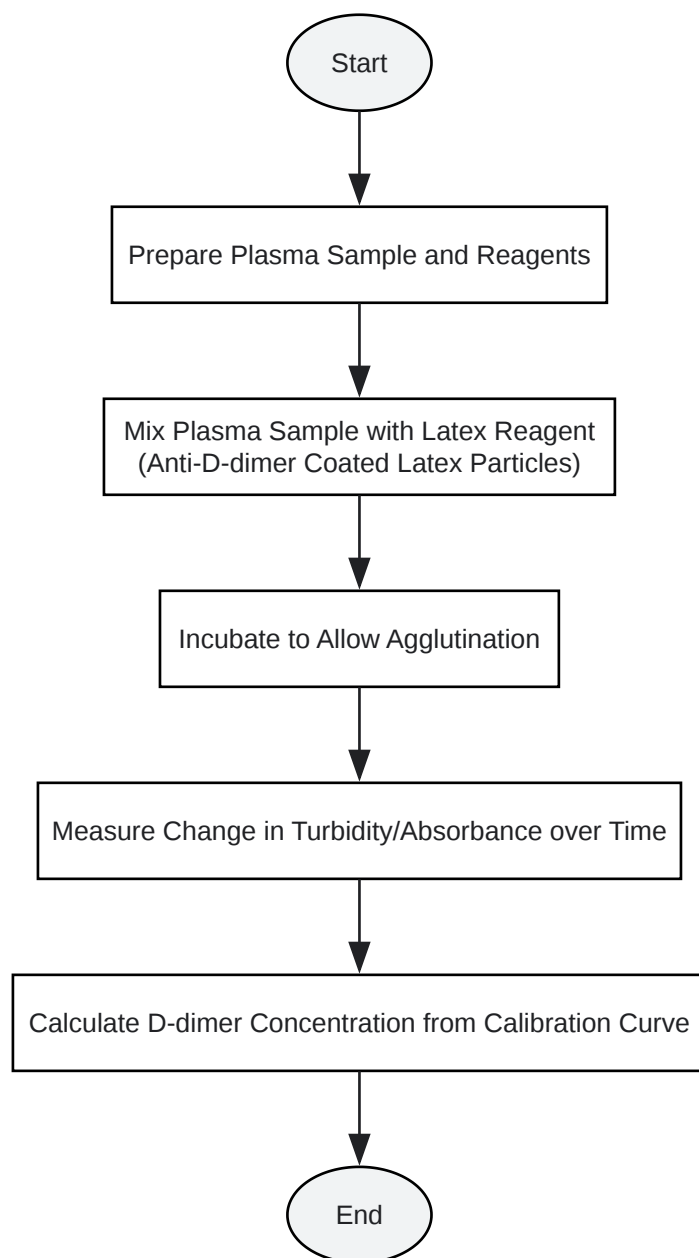 Start
Prepare Plasma Sample and Reagents
Mix Plasma Sample with Latex Reagent
(Anti-D-dimer Coated Latex Particles)
Incubate to Allow Agglutination
Measure Change in Turbidity/Absorbance over Time
Calculate D-dimer Concentration from Calibration Curve
End